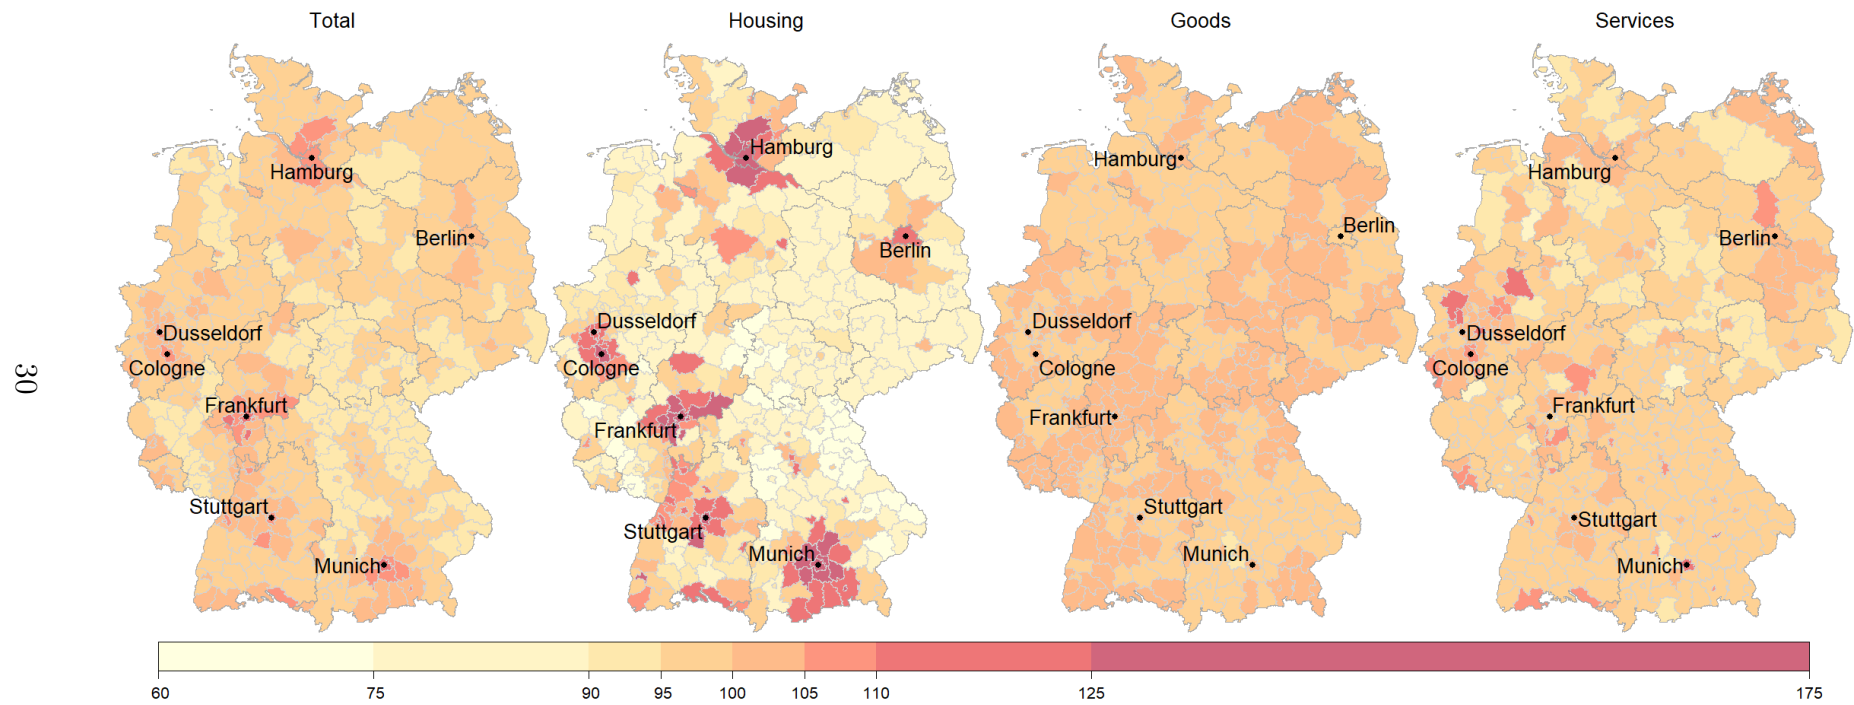 Total
Housing
Goods
Services
Hamburg
Berlin
Dusseldorf
Cologne
Frankfurt
Stuttgart
Munich
Hamburg
Berlin
Dusseldorf
Cologne
Frankfurt
Stuttgart
Munich
Hamburg
Berlin
Dusseldorf
Cologne
Frankfurt
Stuttgart
Munich
Hamburg
Berlin
Dusseldorf
Cologne
Frankfurt
Stuttgart
Munich
60 75 90 95 100 105 110 125 175
30